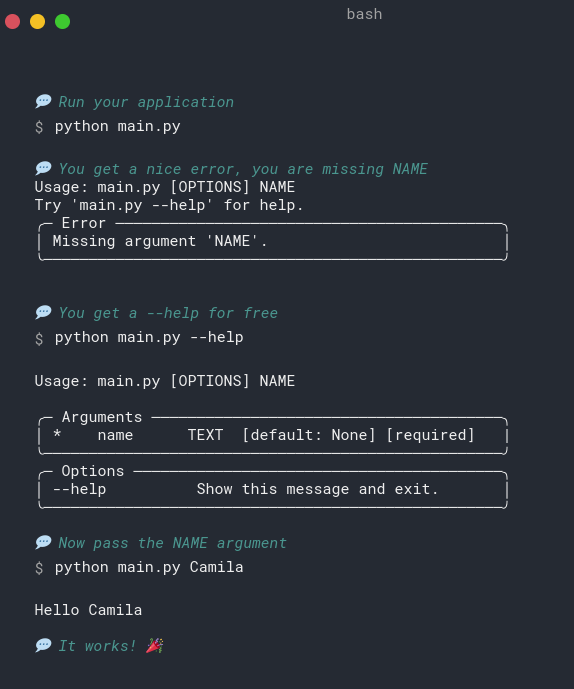 bash
💬 Run your application
$ python main.py
💬 You get a nice error, you are missing NAME
Usage: main.py [OPTIONS] NAME
Try 'main.py --help' for help.
╭─ Error ───────────────────────────────────────────╮
│ Missing argument 'NAME'.                          │
╰───────────────────────────────────────────────────╯
💬 You get a --help for free
$ python main.py --help
Usage: main.py [OPTIONS] NAME
╭─ Arguments ───────────────────────────────────────╮
│ *    name      TEXT  [default: None] [required]   |
╰───────────────────────────────────────────────────╯
╭─ Options ─────────────────────────────────────────╮
│ --help          Show this message and exit.       │
╰───────────────────────────────────────────────────╯
💬 Now pass the NAME argument
$ python main.py Camila
Hello Camila
💬 It works! 🎉